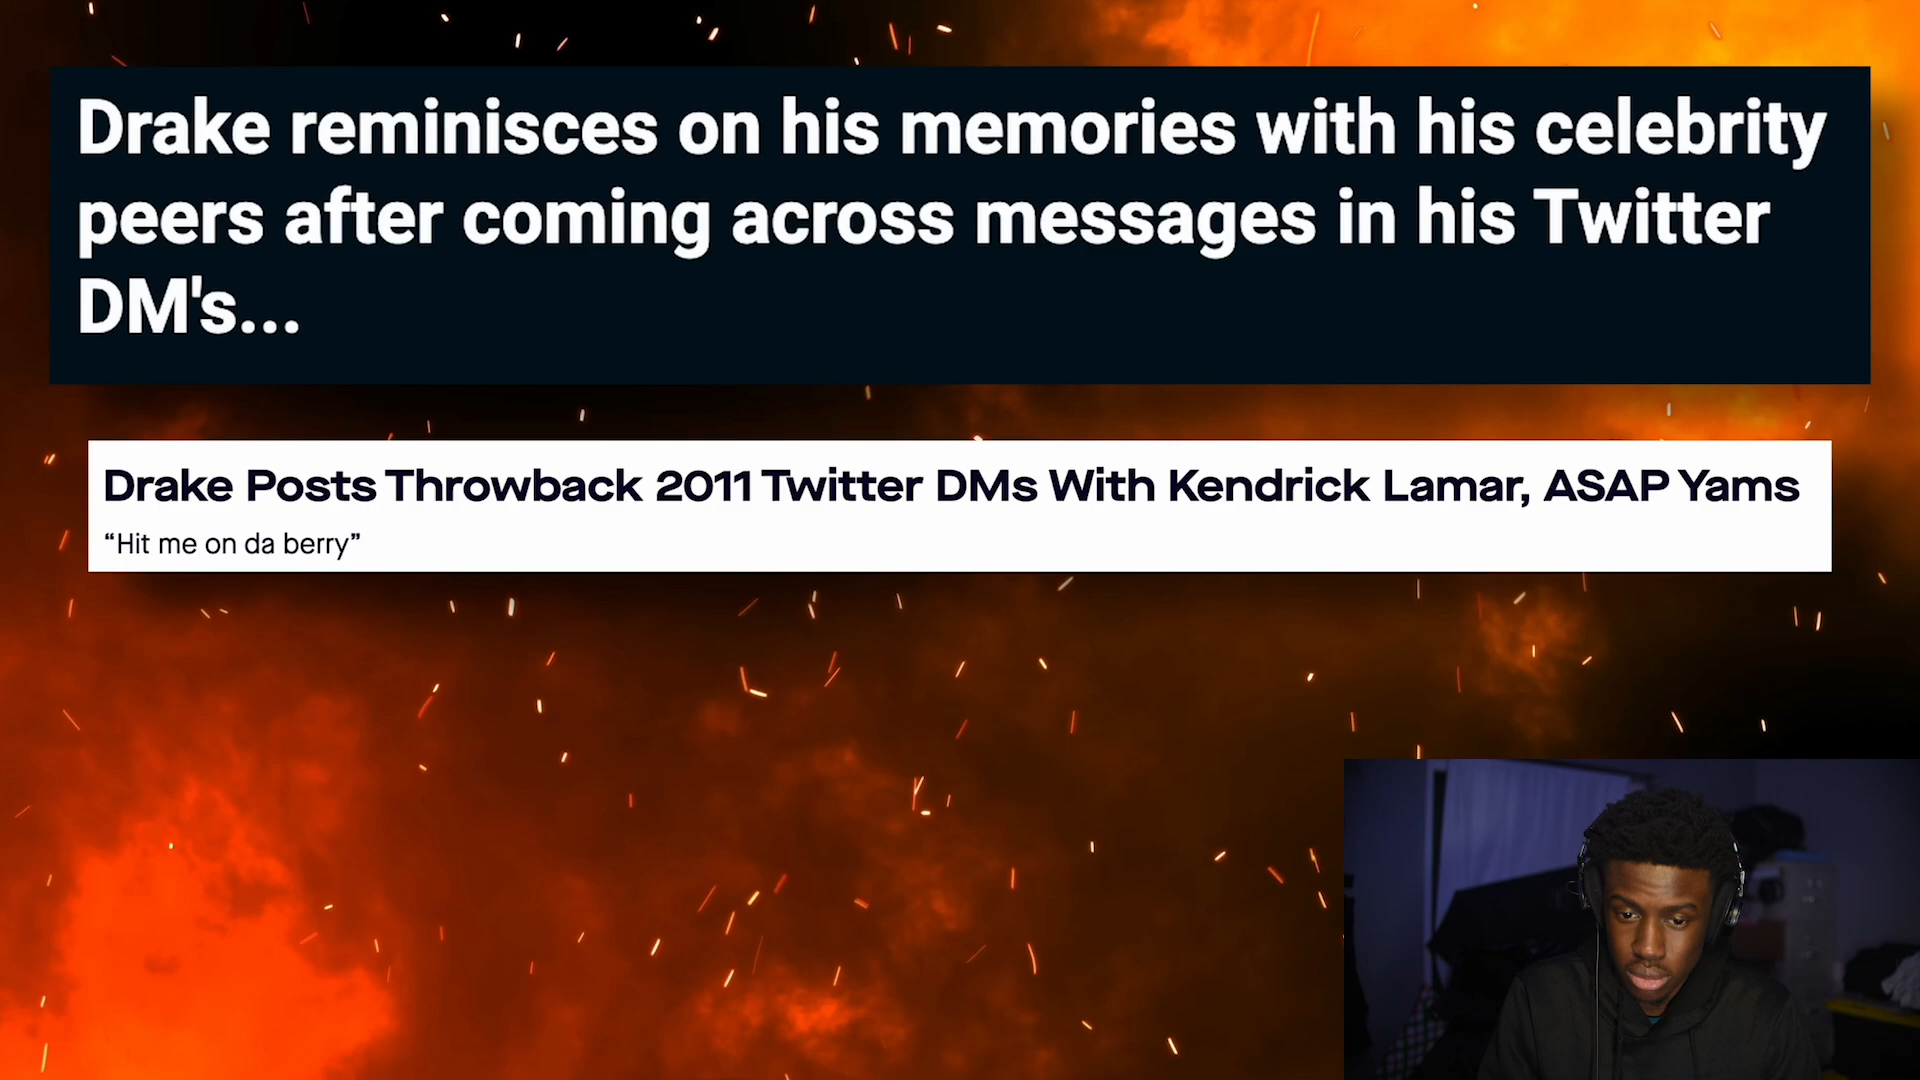 Drake reminisces on his memories with his celebrity
peers after coming across messages in his Twitter
DM's...
Drake Posts Throwback 2011 Twitter DMs With Kendrick Lamar, ASAP Yams
“Hit me on da berry”